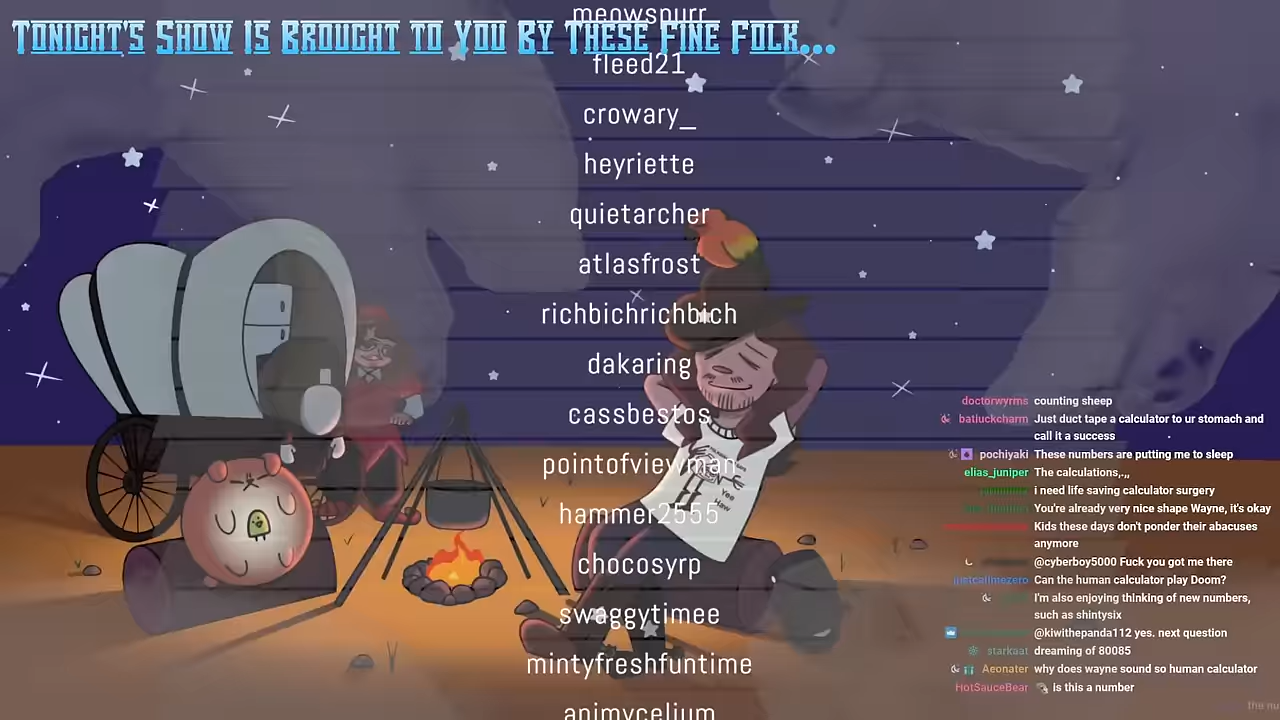 meowspurr
Tonight's Show Is Brought to You By These Fine Folk...
fleed21
crowary_
heyriette
quietarcher
atlasfrost
richbichrichbich
dakaring
cassbestos
pointofviewman
hammer2555
chocosyrp
swaggytimee
mintyfreshfuntime
animycelium
Yee
Haw
doctorwyrms counting sheep
batluckcharm Just duct tape a calculator to ur stomach and
call it a success
pochiyaki These numbers are putting me to sleep
elias_juniper The calculations,.,,
i need life saving calculator surgery
You're already very nice shape Wayne, it's okay
Kids these days don't ponder their abacuses
anymore
@cyberboy5000 Fuck you got me there
justcallmezero Can the human calculator play Doom?
I'm also enjoying thinking of new numbers,
such as shintysix
@kiwithepanda112 yes. next question
starkaat dreaming of 80085
Aeonater why does wayne sound so human calculator
HotSauceBear is this a number
the nu